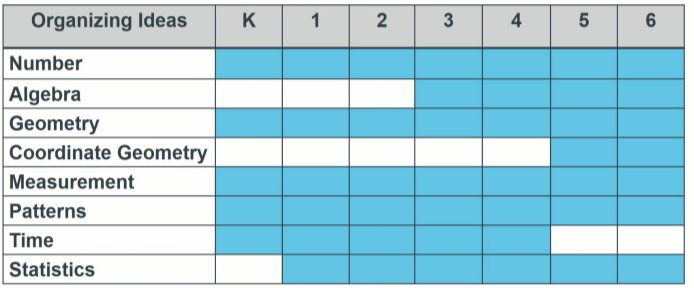 Organizing Ideas K 1 2 3 4 5 6
Number
Algebra
Geometry
Coordinate Geometry
Measurement
Patterns
Time
Statistics